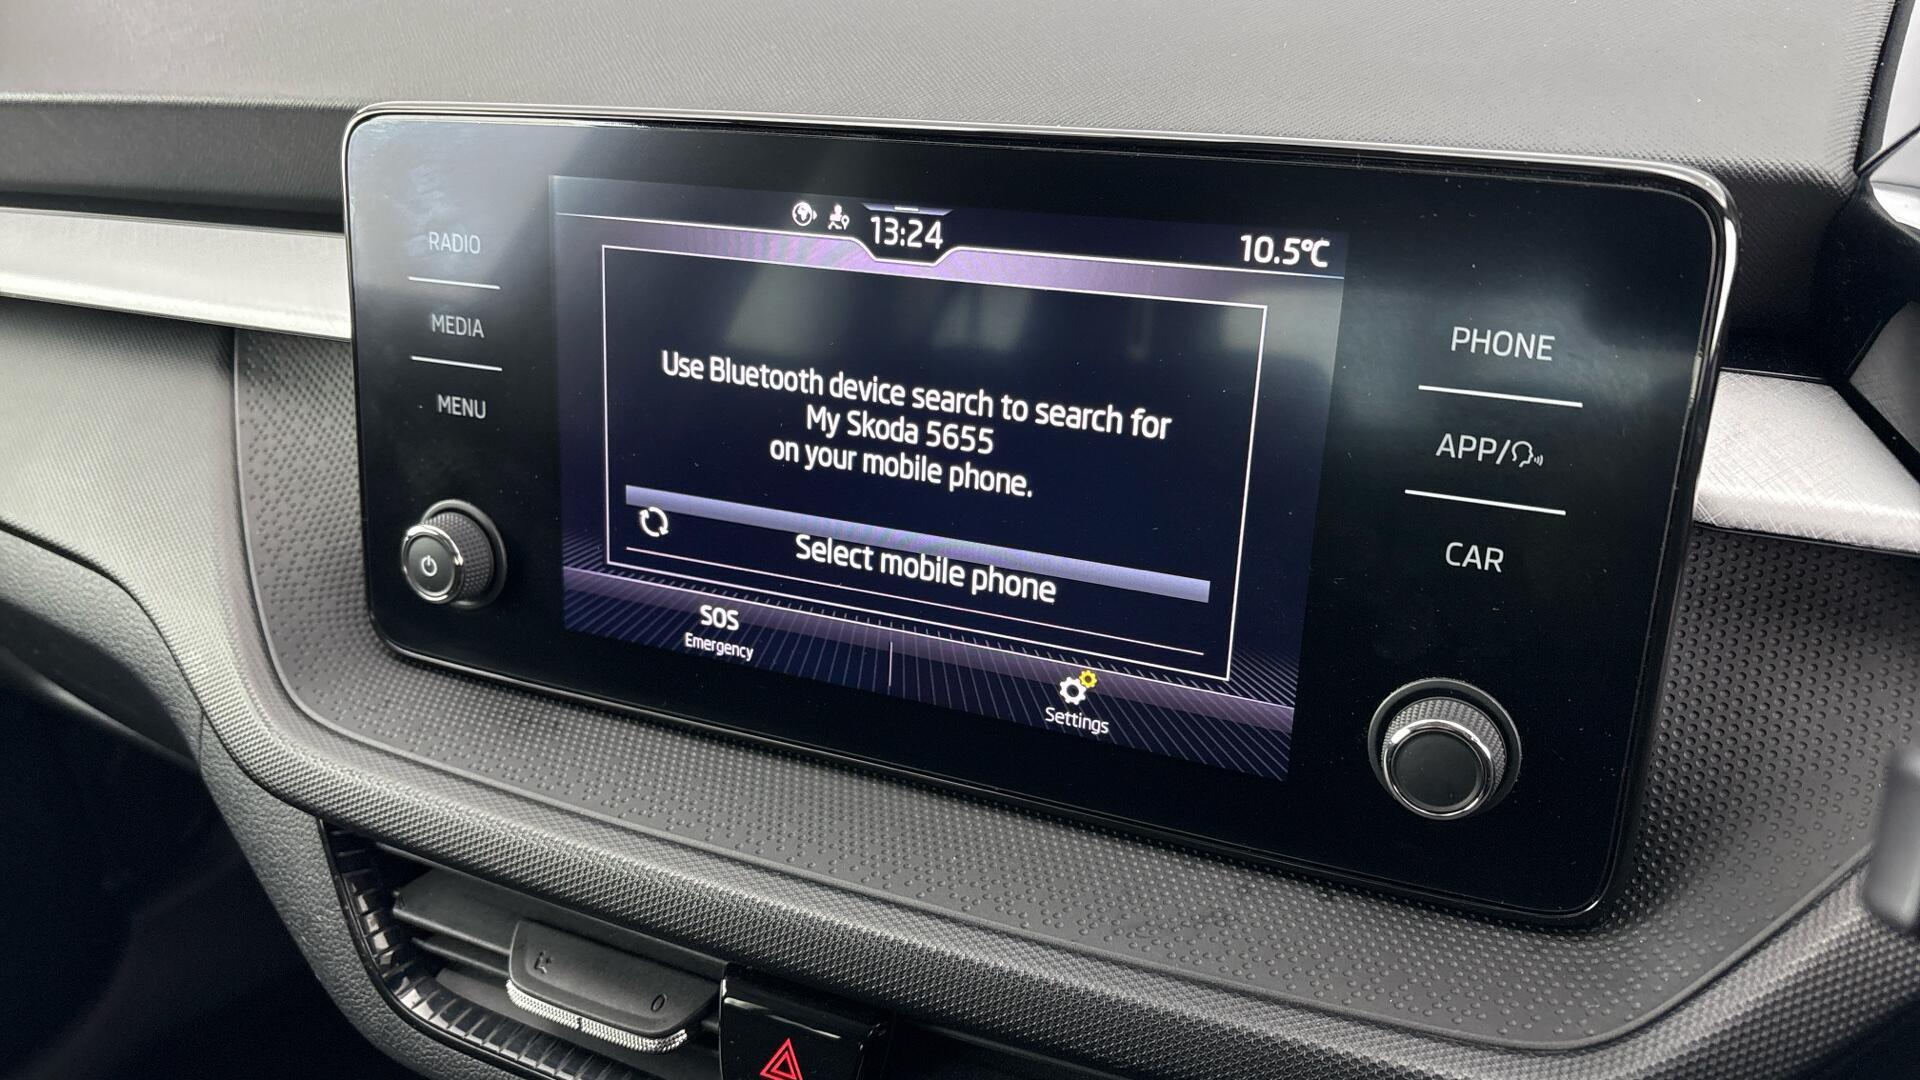 13:24
10.5°C
RADIO
MEDIA
MENU
Use Bluetooth device search to search for
My Skoda 5655
on your mobile phone.
Select mobile phone
SOS
Emergency
Settings
PHONE
APP/
CAR
0